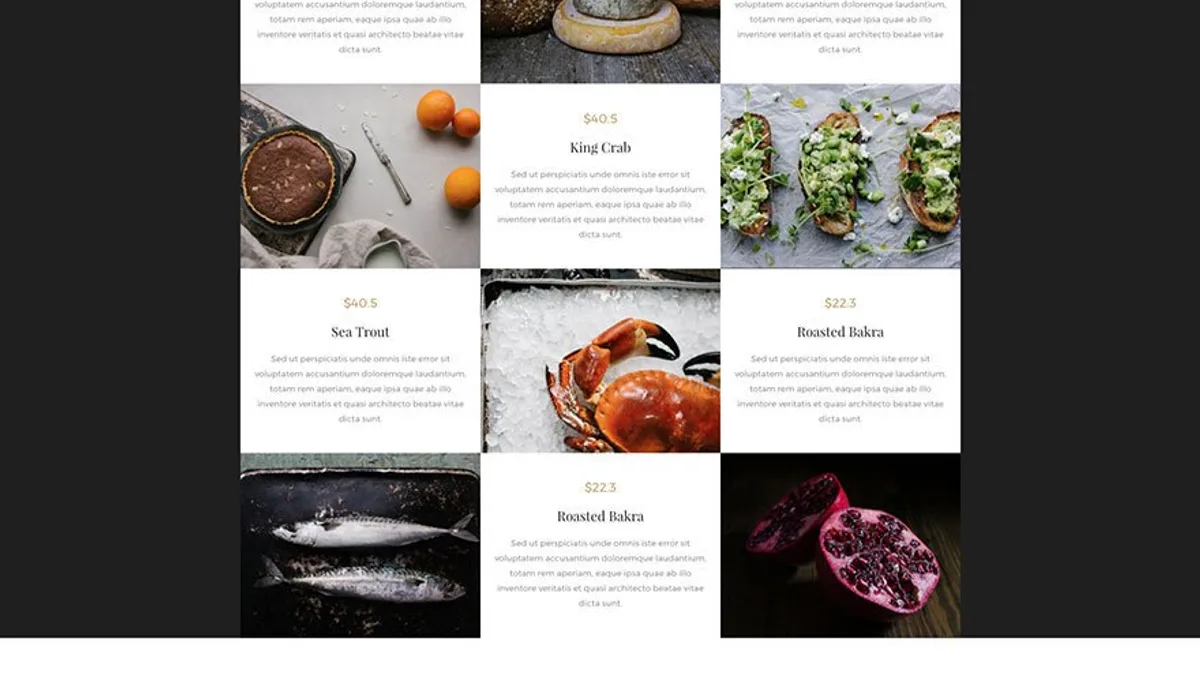 voluptatem accusantium doloremque laudantium,
totam rem aperiam, eaque ipsa quae ab illo
inventore veritatis et quasi architecto beatae vitae
dicta sunt.
voluptatem accusantium doloremque laudantium,
totam rem aperiam, eaque ipsa quae ab illo
inventore veritatis et quasi architecto beatae vitae
dicta sunt.
$40.5
King Crab
Sed ut perspiciatis unde omnis iste error sit
voluptatem accusantium doloremque laudantium,
totam rem aperiam, eaque ipsa quae ab illo
inventore veritatis et quasi architecto beatae vitae
dicta sunt.
$40.5
Sea Trout
Sed ut perspiciatis unde omnis iste error sit
voluptatem accusantium doloremque laudantium,
totam rem aperiam, eaque ipsa quae ab illo
inventore veritatis et quasi architecto beatae vitae
dicta sunt.
$22.3
Roasted Bakra
Sed ut perspiciatis unde omnis iste error sit
voluptatem accusantium doloremque laudantium,
totam rem aperiam, eaque ipsa quae ab illo
inventore veritatis et quasi architecto beatae vitae
dicta sunt.
$22.3
Roasted Bakra
Sed ut perspiciatis unde omnis iste error sit
voluptatem accusantium doloremque laudantium,
totam rem aperiam, eaque ipsa quae ab illo
inventore veritatis et quasi architecto beatae vitae
dicta sunt.